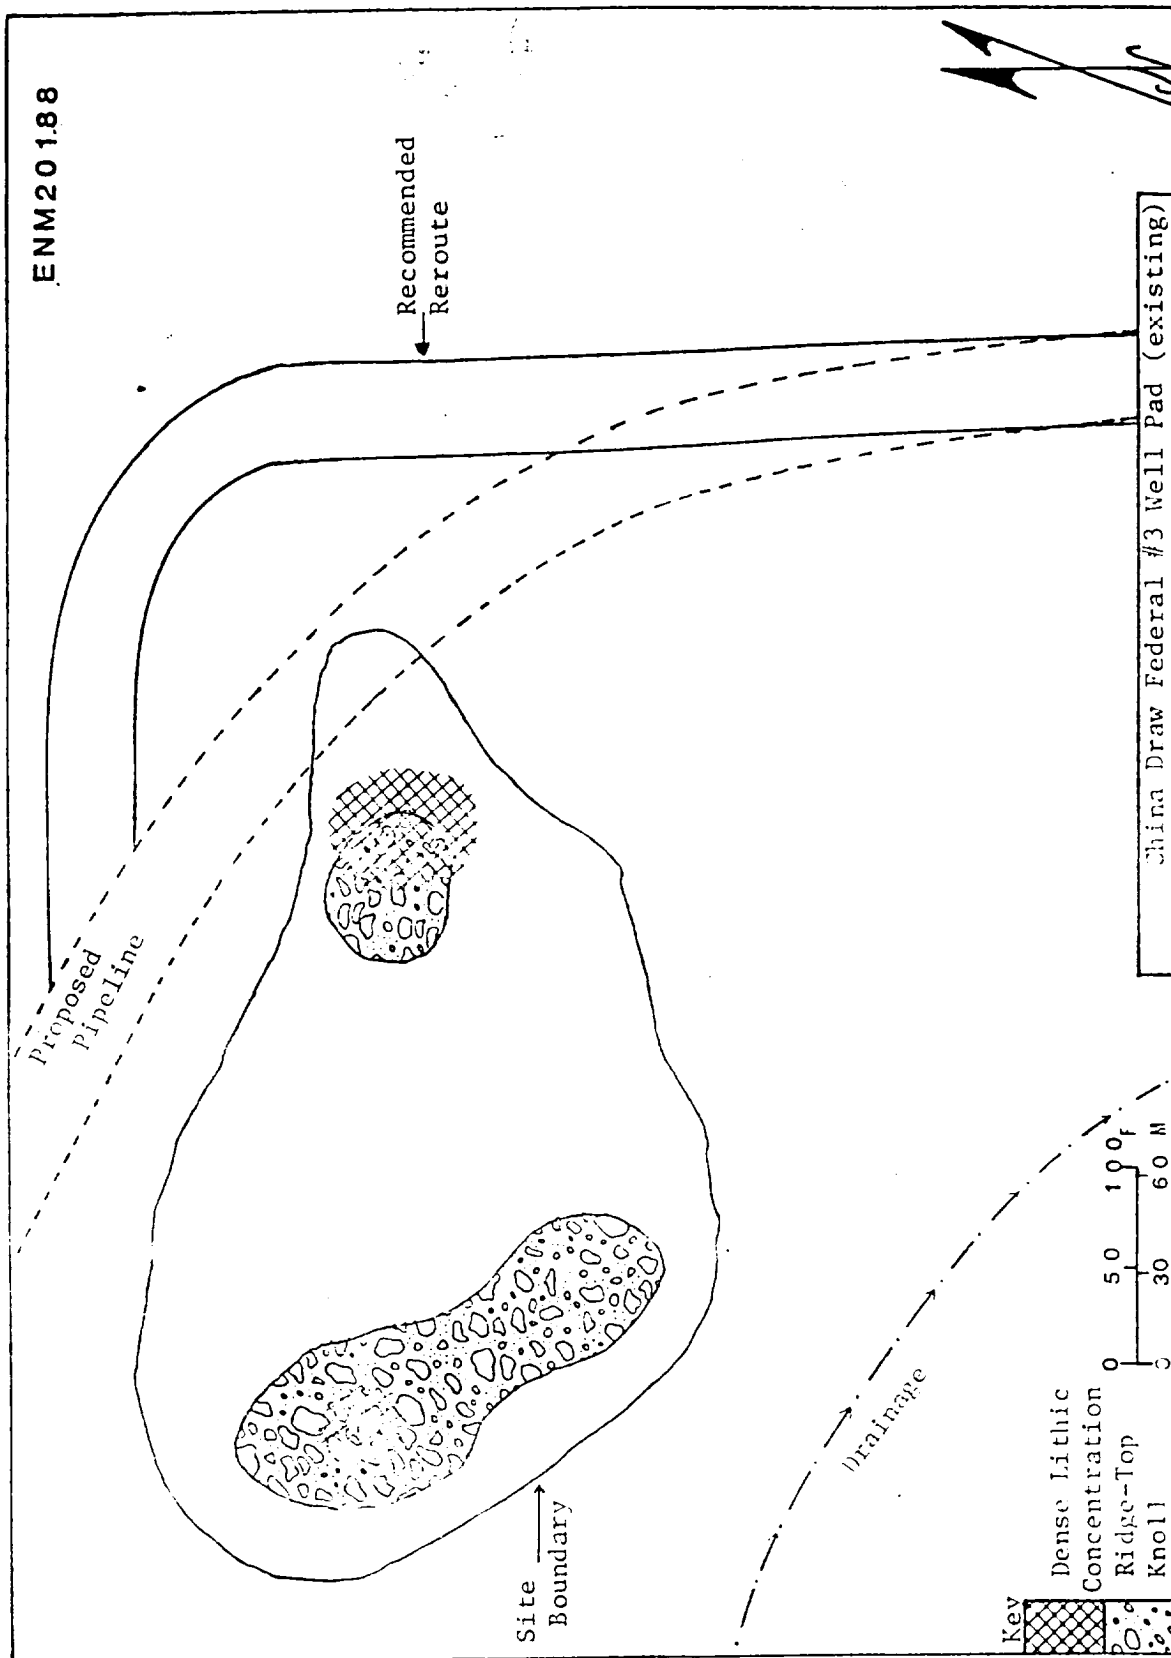 ENM20188
Recommended
Reroute
Proposed
Pipeline
Site
Boundary
Drainage
China Draw Federal #3 Well Pad (existing)
Key
Dense Lithic
Concentration
Ridge-Top
Knoll
0 50 100 F
0 30 60 M